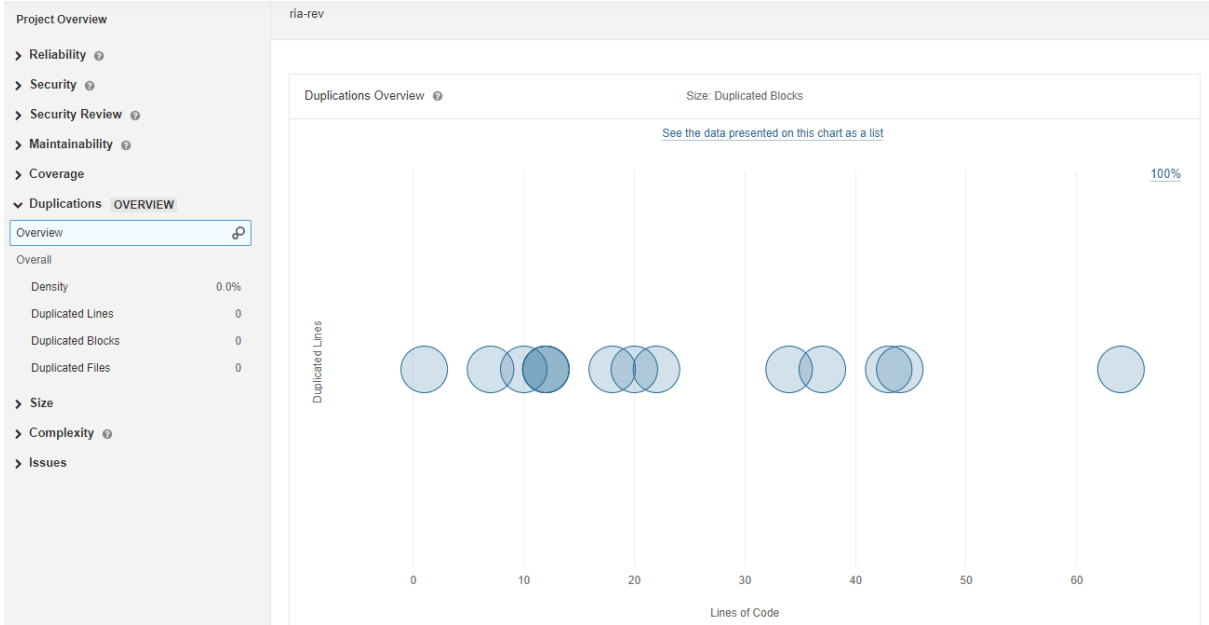 Project Overview
Reliability
Security
Security Review
Maintainability
Coverage
Duplications OVERVIEW
Overview
Overall
Density 0.0%
Duplicated Lines 0
Duplicated Blocks 0
Duplicated Files 0
Size
Complexity
Issues
ria-rev
Duplications Overview
Size: Duplicated Blocks
See the data presented on this chart as a list
100%
Duplicated Lines
0 10 20 30 40 50 60
Lines of Code